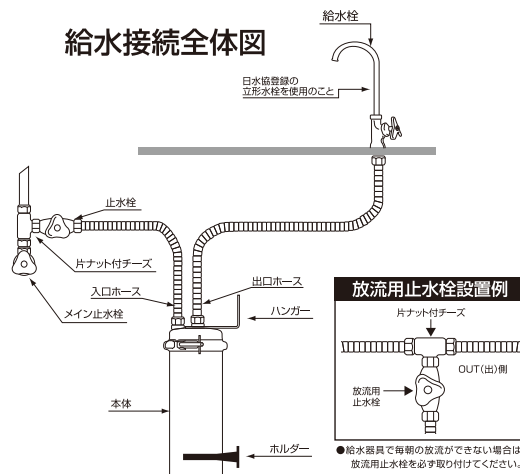 給水接続全体図
給水栓
日水協登録の
立形水栓を使用のこと
止水栓
片ナット付チーズ
入口ホース
出口ホース
メイン止水栓
ハンガー
本体
ホルダー
放流用止水栓設置例
片ナット付チーズ
OUT(出)側
放流用
止水栓
●給水器具で毎朝の放流ができない場合は
放流用止水栓を必ず取り付けてください。